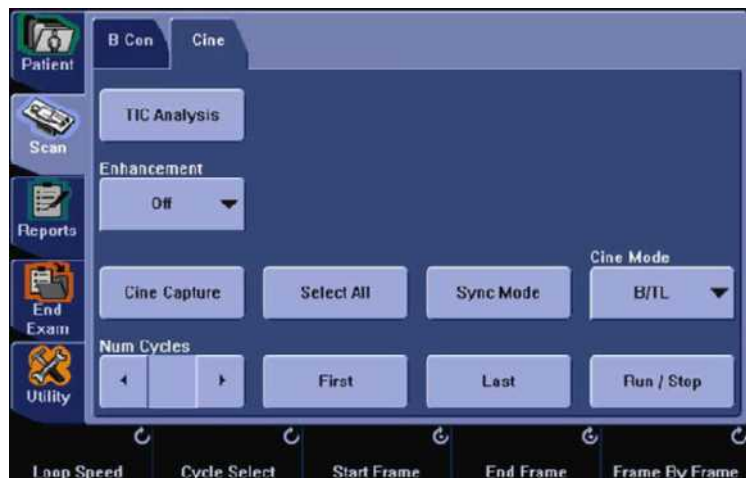 Patient
B Con
Cine
Scan
TIC Analysis
Enhancement
Off
Reports
Cine Capture
Select All
Sync Mode
Cine Mode
B/TL
End
Exam
Num Cycles
First
Last
Run / Stop
Utility
Loop Speed
Cycle Select
Start Frame
End Frame
Frame By Frame